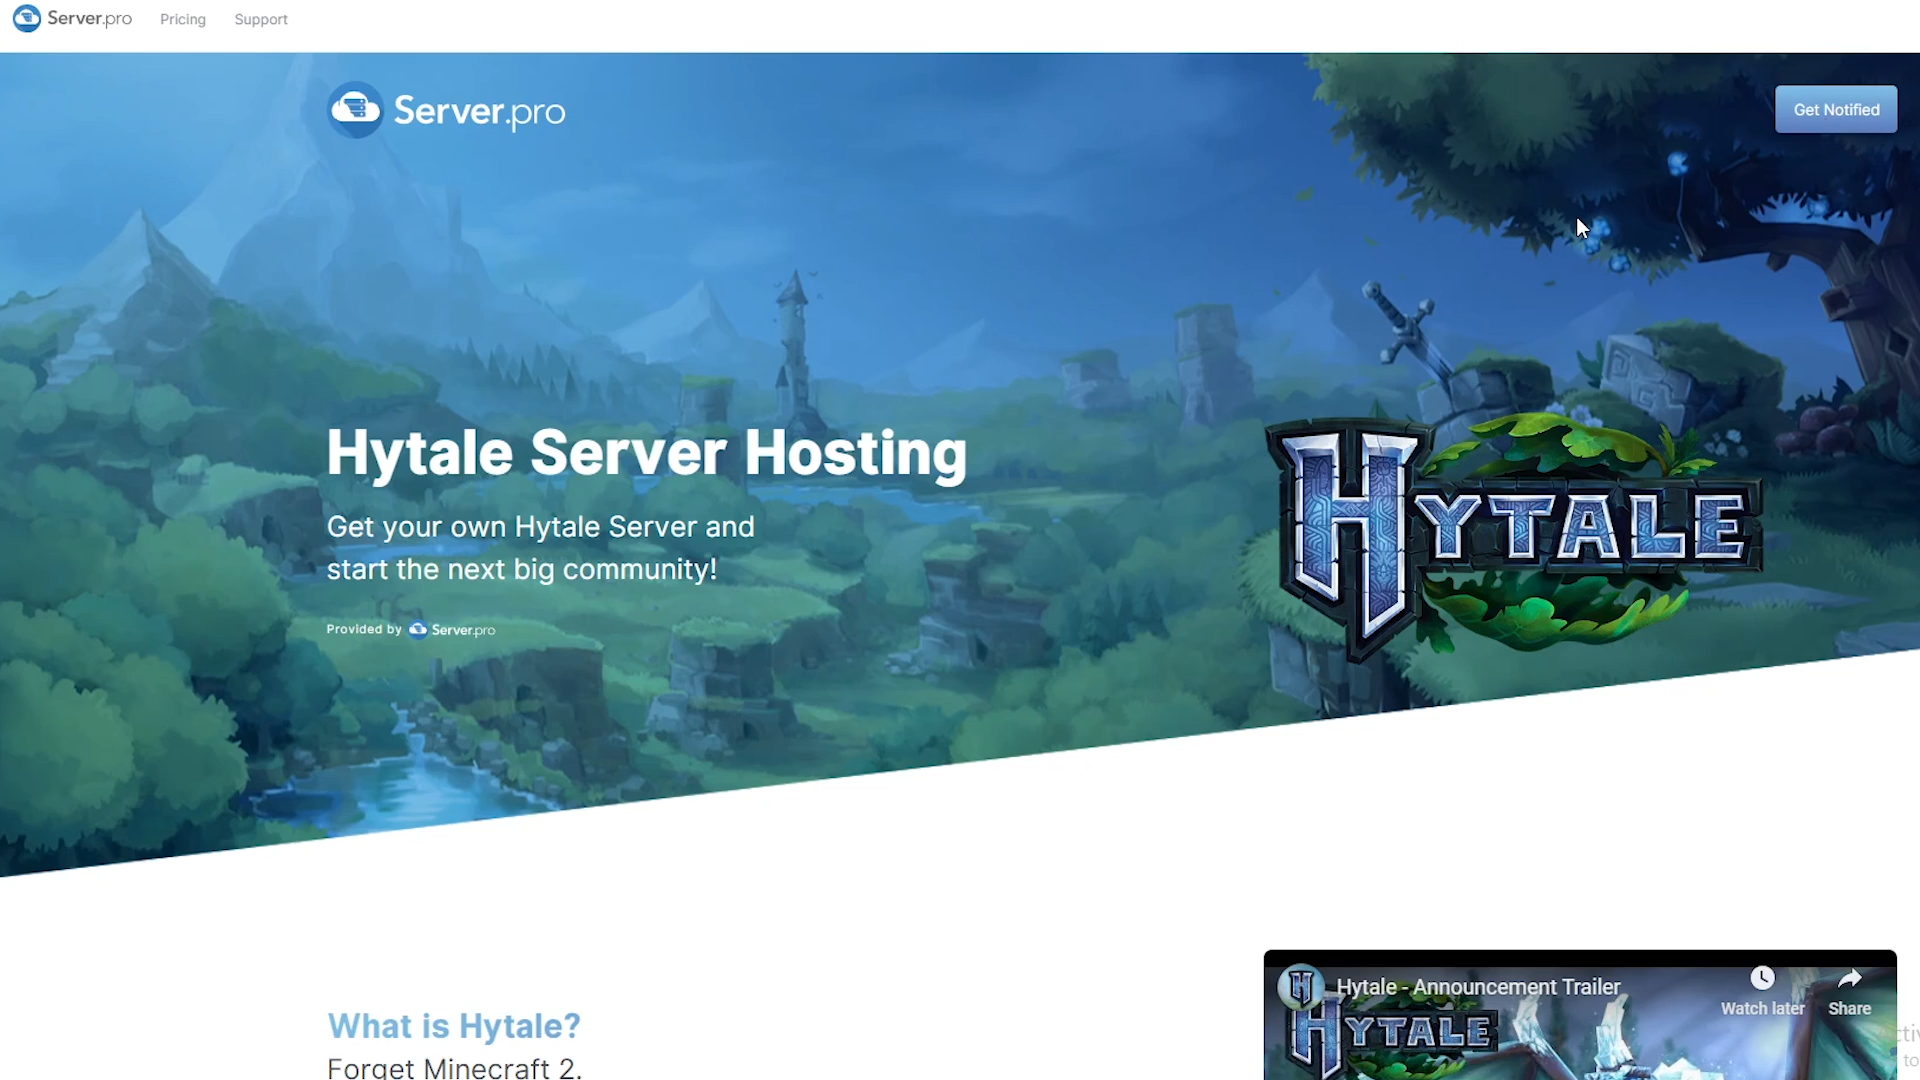 Server.pro Pricing Support
Server.pro
Get Notified
Hytale Server Hosting
Get your own Hytale Server and
start the next big community!
Provided by Server.pro
HYTALE
Hytale - Announcement Trailer
Watch later Share
HYTALE
What is Hytale?
Forget Minecraft 2.